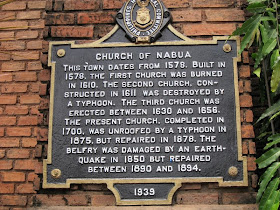 CHURCH OF NABUA
THIS TOWN DATES FROM 1578. BUILT IN
1578, THE FIRST CHURCH WAS BURNED
IN 1610. THE SECOND CHURCH, CON-
STRUCTED IN 1611 WAS DESTROYED BY
A TYPHOON. THE THIRD CHURCH WAS
ERECTED BETWEEN 1630 AND 1656.
THE PRESENT CHURCH, COMPLETED IN
1700, WAS UNROOFED BY A TYPHOON IN
1875, BUT REPAIRED IN 1878. THE
BELFRY WAS DAMAGED BY AN EARTH-
QUAKE IN 1850 BUT REPAIRED
BETWEEN 1890 AND 1894.
1939